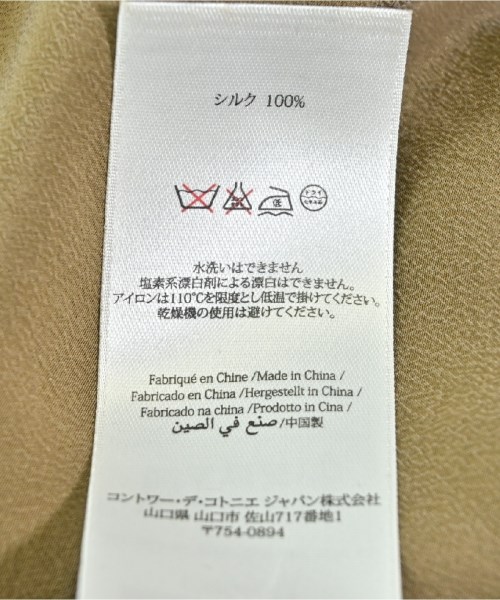 シルク 100%
低
ドライ
水洗いはできません
塩素系漂白剤による漂白はできません。
アイロンは110℃を限度とし低温で掛けてください。
乾燥機の使用は避けてください。
Fabriqué en Chine /Made in China /
Fabricado en China /Hergestellt in China /
Fabricado na china /Prodotto in Cina /
صنع في الصين /中国製
コントワー・デ・コトニエ ジャパン株式会社
山口県 山口市 佐山717番地1
〒754-0894